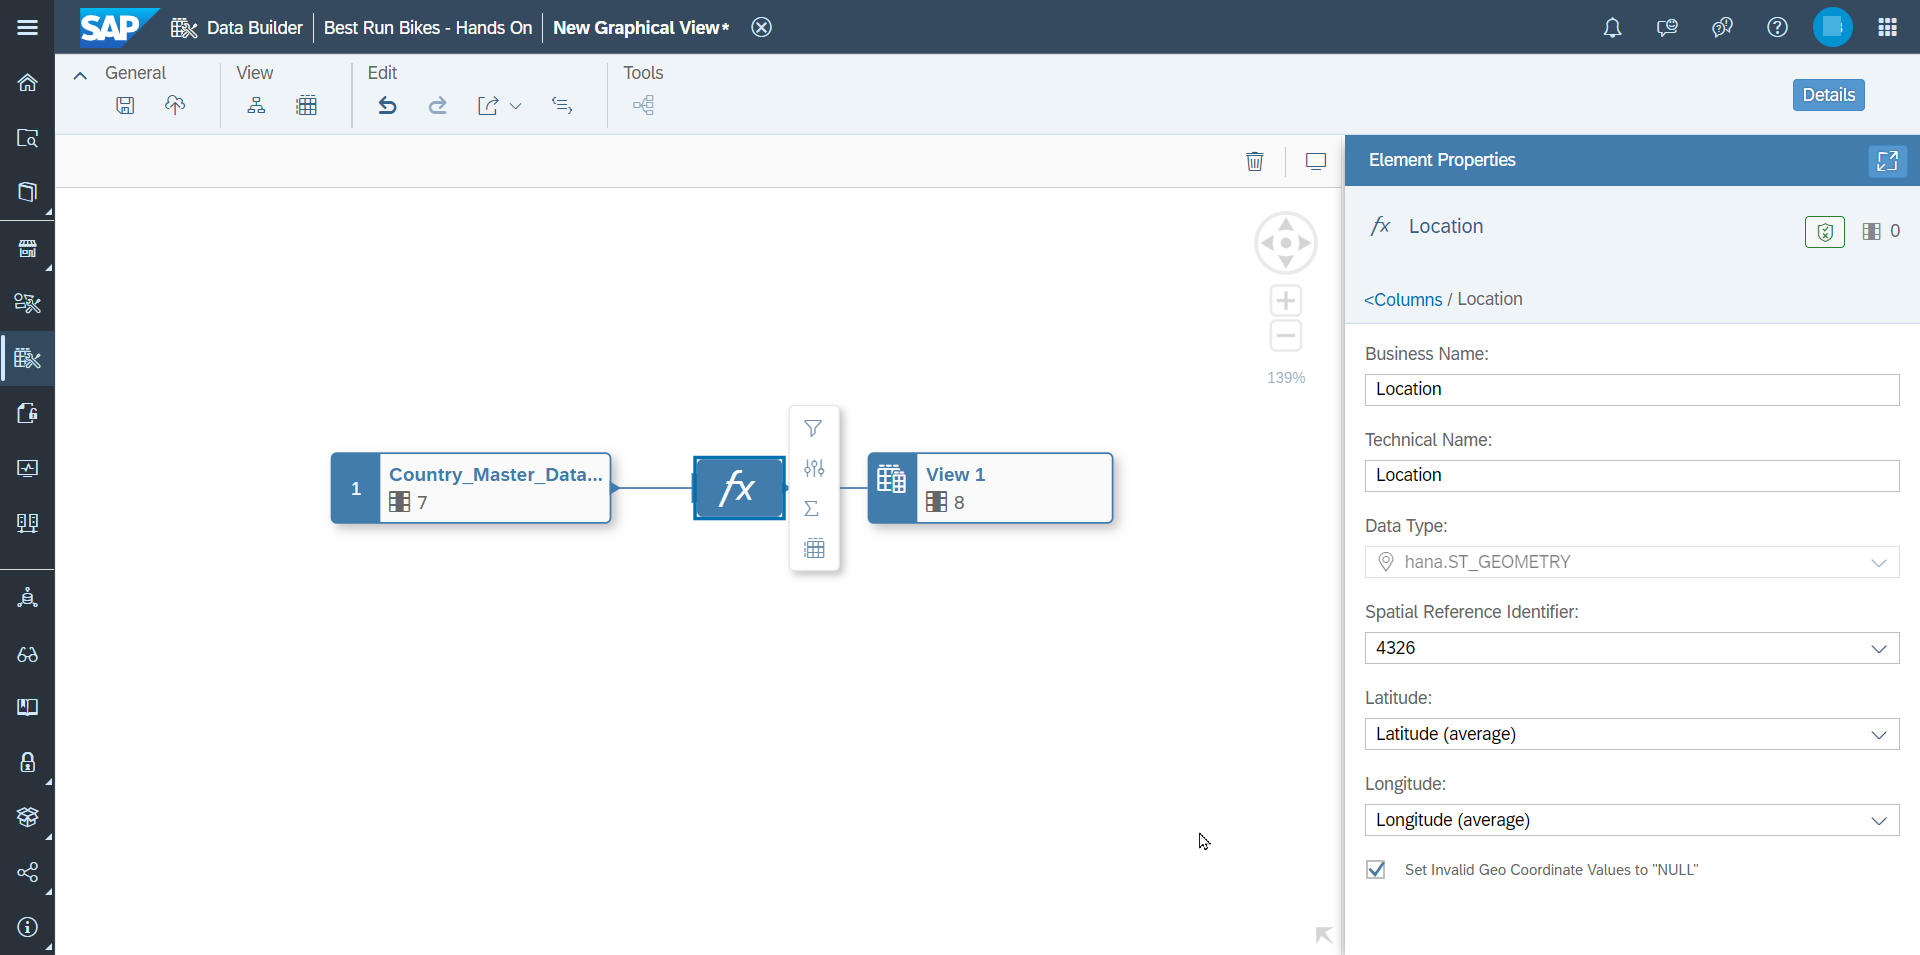 SAP Data Builder Best Run Bikes - Hands On New Graphical View*
General View Edit Tools
Details
Element Properties
fx Location
0
<Columns / Location
139%
Business Name:
Location
Technical Name:
Location
1 Country_Master_Data...
7
fx
View 1
8
Data Type:
hana.ST_GEOMETRY
Spatial Reference Identifier:
4326
Latitude:
Latitude (average)
Longitude:
Longitude (average)
Set Invalid Geo Coordinate Values to "NULL"